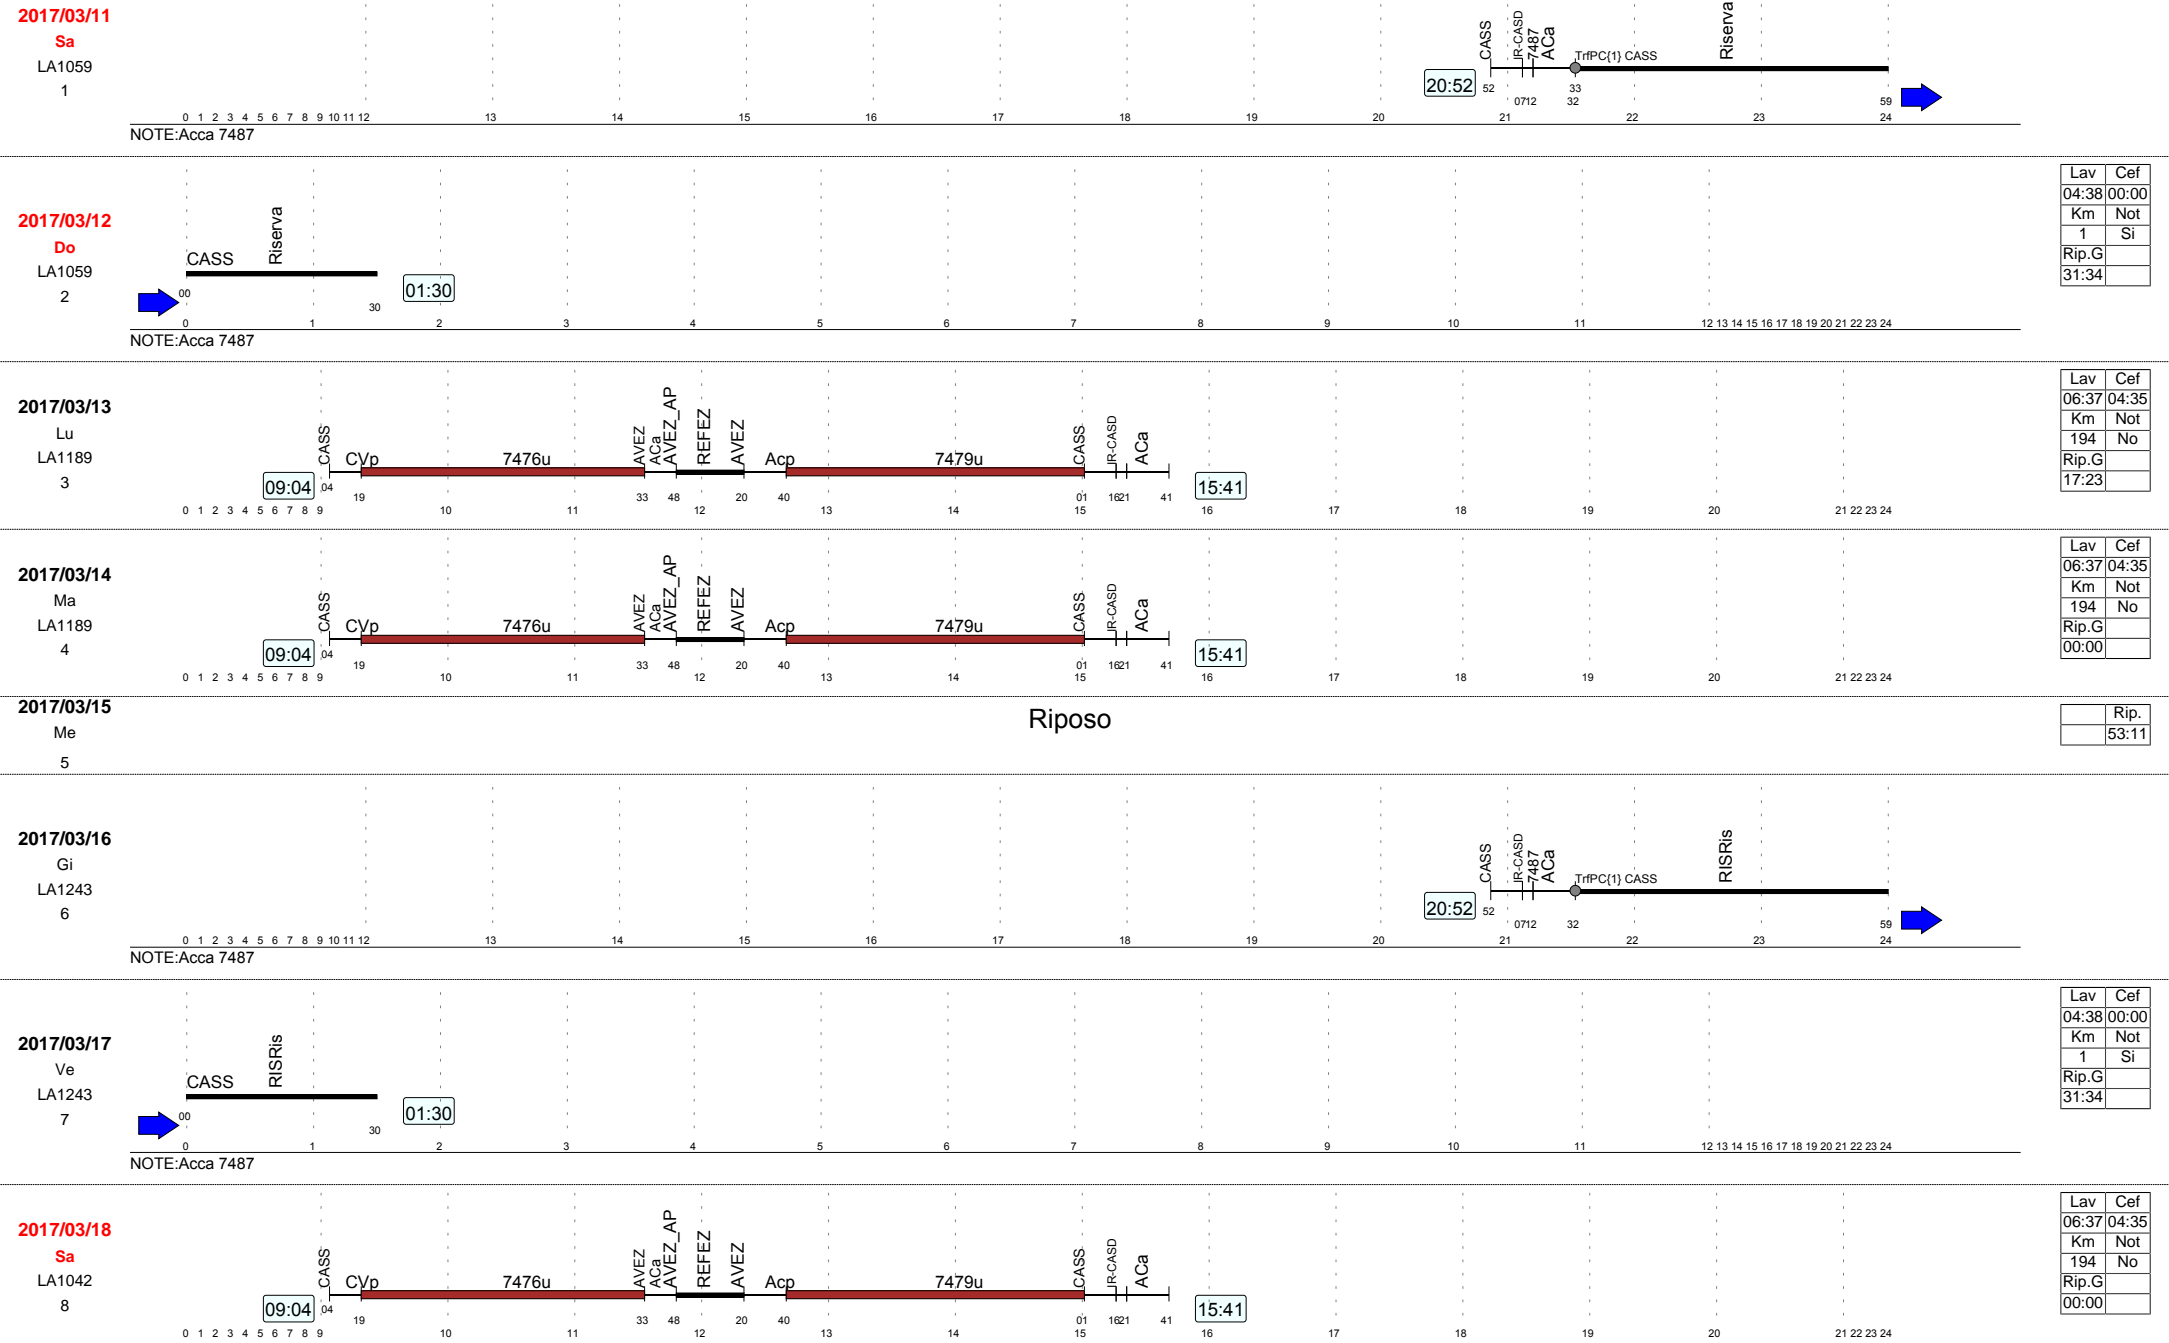 2017/03/11
Sa
LA1059
1
CASS
IR-CASD
7487
ACa
TrfPC{1} CASS
Riserva
20:52
52
0712
33
32
59
0 1 2 3 4 5 6 7 8 9 10 11 12 13 14 15 16 17 18 19 20 21 22 23 24
NOTE:Acca 7487
2017/03/12
Do
LA1059
2
CASS
Riserva
00
30
01:30
0 1 2 3 4 5 6 7 8 9 10 11 12 13 14 15 16 17 18 19 20 21 22 23 24
NOTE:Acca 7487
Lav Cef
04:38 00:00
Km Not
1 Si
Rip.G
31:34
2017/03/13
Lu
LA1189
3
09:04
CASS
CVp
7476u
AVEZ
ACa
AVEZ_AP
REFEZ
AVEZ
Acp
7479u
CASS
IR-CASD
ACa
04
19
33
48
20
40
01
1621
41
15:41
0 1 2 3 4 5 6 7 8 9 10 11 12 13 14 15 16 17 18 19 20 21 22 23 24
Lav Cef
06:37 04:35
Km Not
194 No
Rip.G
17:23
2017/03/14
Ma
LA1189
4
09:04
CASS
CVp
7476u
AVEZ
ACa
AVEZ_AP
REFEZ
AVEZ
Acp
7479u
CASS
IR-CASD
ACa
04
19
33
48
20
40
01
1621
41
15:41
0 1 2 3 4 5 6 7 8 9 10 11 12 13 14 15 16 17 18 19 20 21 22 23 24
Lav Cef
06:37 04:35
Km Not
194 No
Rip.G
00:00
2017/03/15
Me
5
Riposo
Rip.
53:11
2017/03/16
Gi
LA1243
6
CASS
IR-CASD
7487
ACa
TrfPC{1} CASS
RISRis
20:52
52
0712
32
59
0 1 2 3 4 5 6 7 8 9 10 11 12 13 14 15 16 17 18 19 20 21 22 23 24
NOTE:Acca 7487
2017/03/17
Ve
LA1243
7
CASS
RISRis
00
30
01:30
0 1 2 3 4 5 6 7 8 9 10 11 12 13 14 15 16 17 18 19 20 21 22 23 24
NOTE:Acca 7487
Lav Cef
04:38 00:00
Km Not
1 Si
Rip.G
31:34
2017/03/18
Sa
LA1042
8
09:04
CASS
CVp
7476u
AVEZ
ACa
AVEZ_AP
REFEZ
AVEZ
Acp
7479u
CASS
IR-CASD
ACa
04
19
33
48
20
40
01
1621
41
15:41
0 1 2 3 4 5 6 7 8 9 10 11 12 13 14 15 16 17 18 19 20 21 22 23 24
Lav Cef
06:37 04:35
Km Not
194 No
Rip.G
00:00